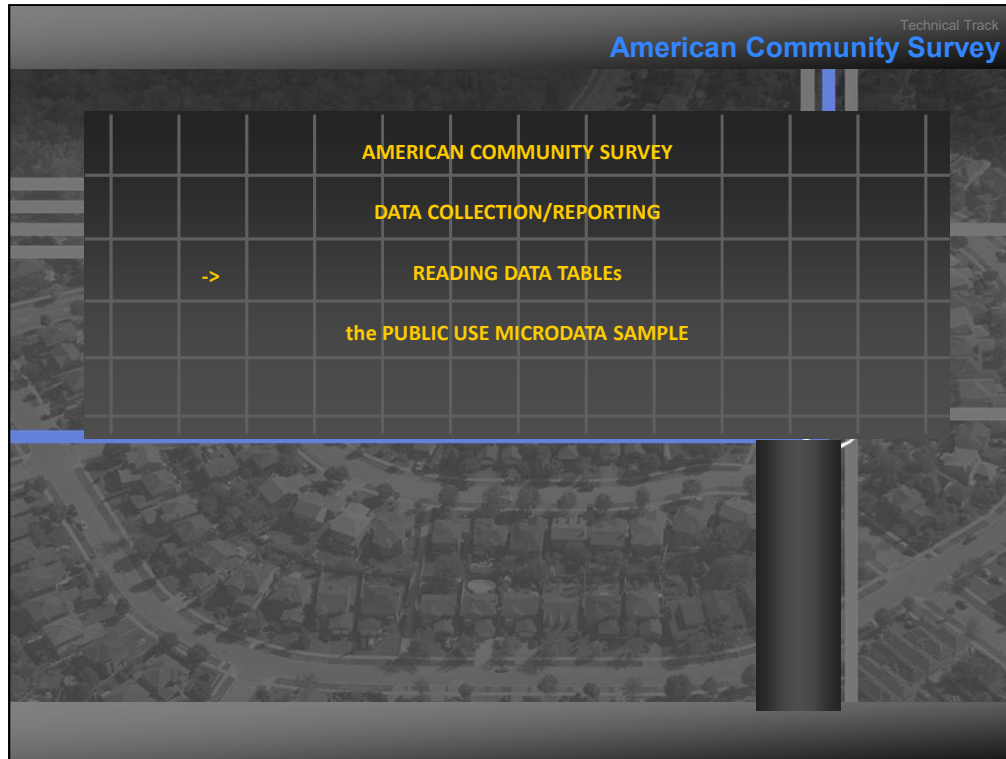 Technical Track
American Community Survey
AMERICAN COMMUNITY SURVEY
DATA COLLECTION/REPORTING
-> READING DATA TABLEs
the PUBLIC USE MICRODATA SAMPLE